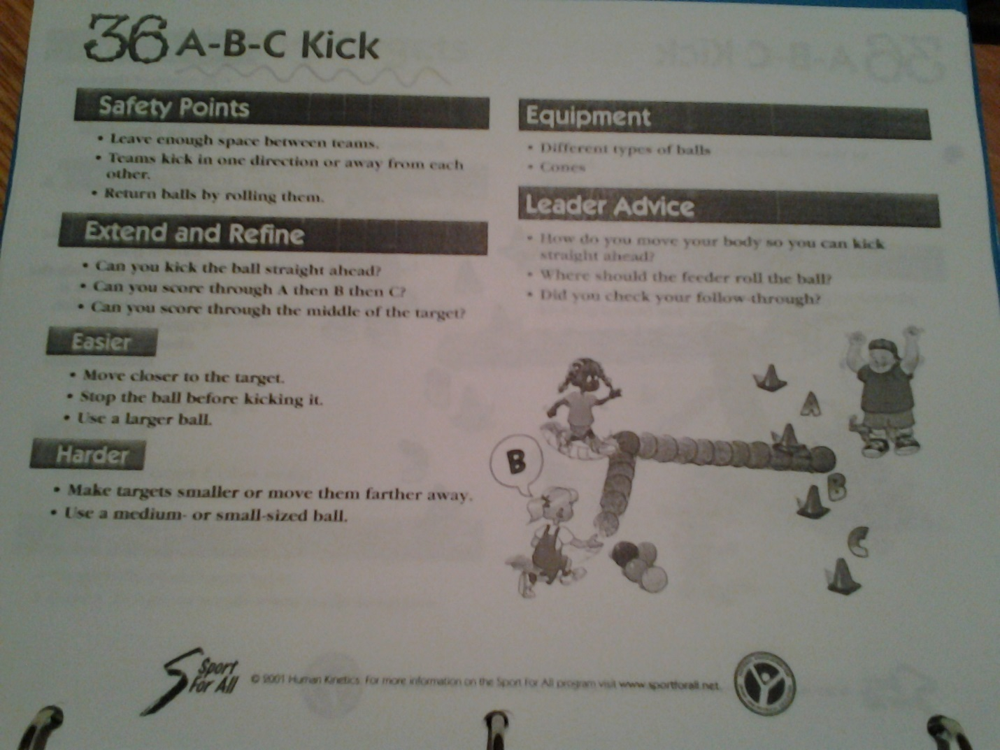 36 A-B-C Kick
Safety Points
• Leave enough space between teams.
• Teams kick in one direction or away from each
other.
• Return balls by rolling them.
Extend and Refine
• Can you kick the ball straight ahead?
• Can you score through A then B then C?
• Can you score through the middle of the target?
Easier
• Move closer to the target.
• Stop the ball before kicking it.
• Use a larger ball.
Harder
• Make targets smaller or move them farther away.
• Use a medium- or small-sized ball.
Equipment
• Different types of balls
• Cones
Leader Advice
• How do you move your body so you can kick
straight ahead?
• Where should the feeder roll the ball?
• Did you check your follow-through?
A
B
B
C
Sport
For All
© 2001 Human Kinetics. For more information on the Sport For All program visit www.sportforall.net.